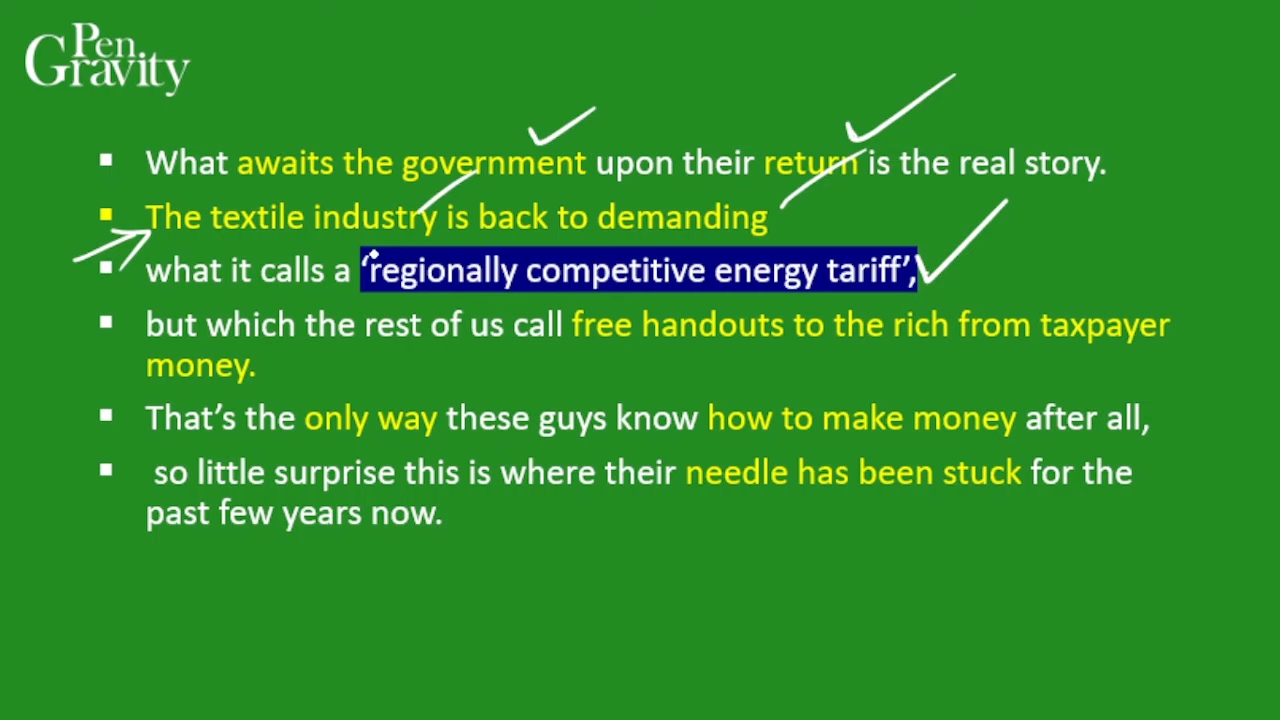 Pen
Gravity
What awaits the government upon their return is the real story.
The textile industry is back to demanding
what it calls a ‘regionally competitive energy tariff’,
but which the rest of us call free handouts to the rich from taxpayer
money.
That’s the only way these guys know how to make money after all,
so little surprise this is where their needle has been stuck for the
past few years now.